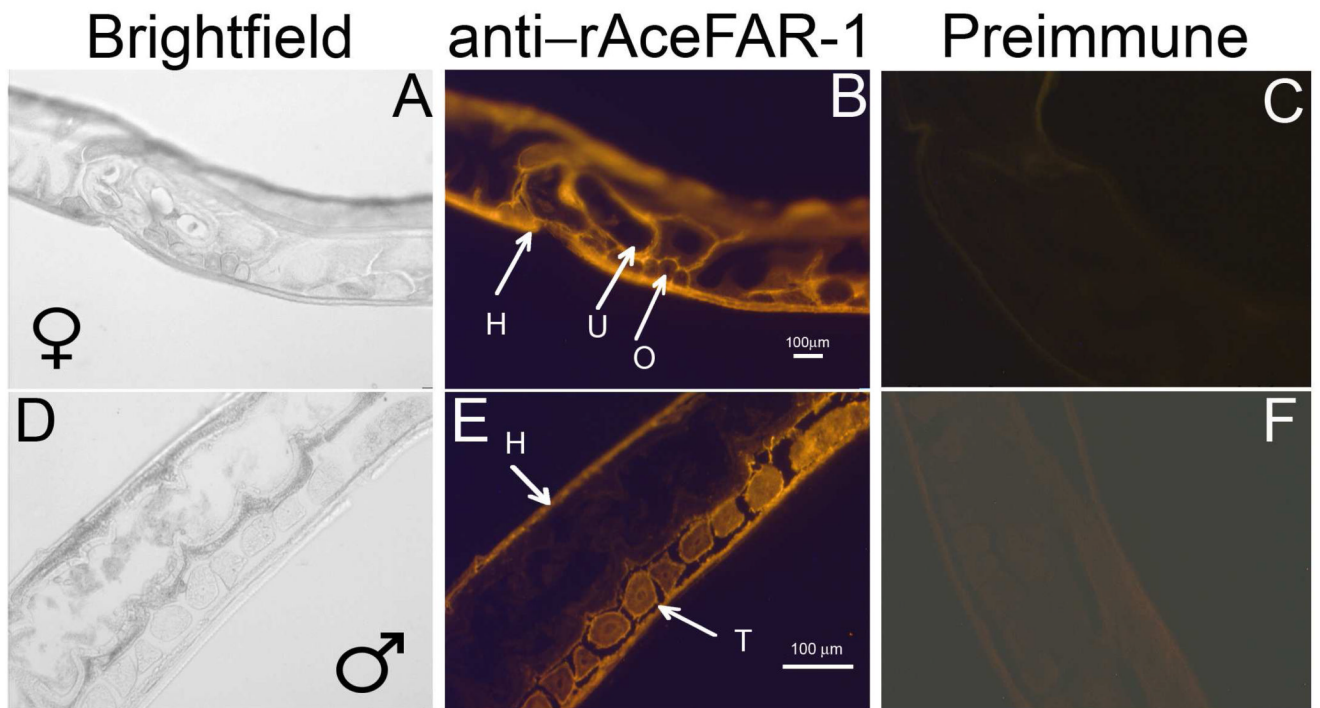 Brightfield
anti–rAceFAR-1
Preimmune
A
B
C
H
U
O
100μm
D
E
F
H
T
100 μm